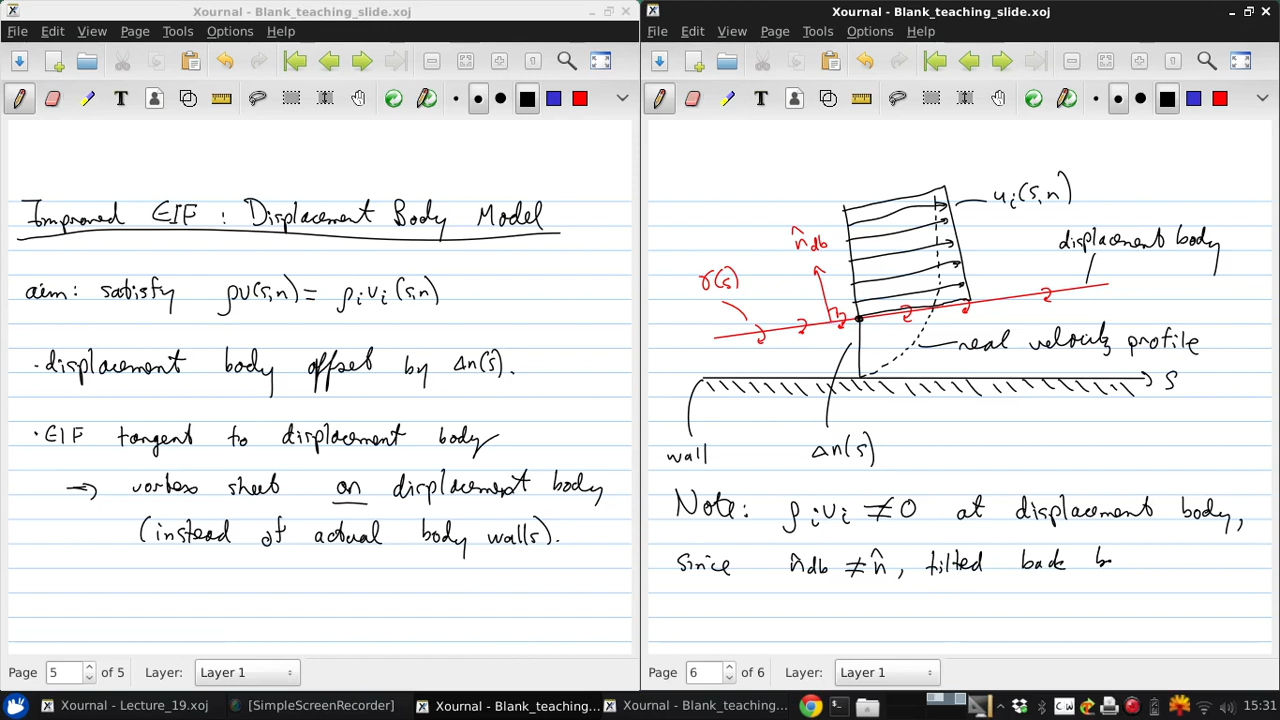 Xournal - Blank_teaching_slide.xoj
File Edit View Page Tools Options Help
Improved EIF : Displacement Body Model
aim: satisfy ρv(s,n) = ρᵢvᵢ(s,n)
· displacement body offset by Δn(s).
· EIF tangent to displacement body
→ vortex sheet on displacement body
(instead of actual body walls).
Page 5 of 5 Layer: Layer 1
Xournal - Blank_teaching_slide.xoj
File Edit View Page Tools Options Help
uᵢ(s,n)
n̂db
displacement body
γ(s)
real velocity profile
s
wall
Δn(s)
Note: ρᵢvᵢ ≠ 0 at displacement body,
since n̂db ≠ n̂, tilted back b
Page 6 of 6 Layer: Layer 1
Xournal - Lecture_19.xoj [SimpleScreenRecorder] Xournal - Blank_teaching... Xournal - Blank_teaching... 15:31